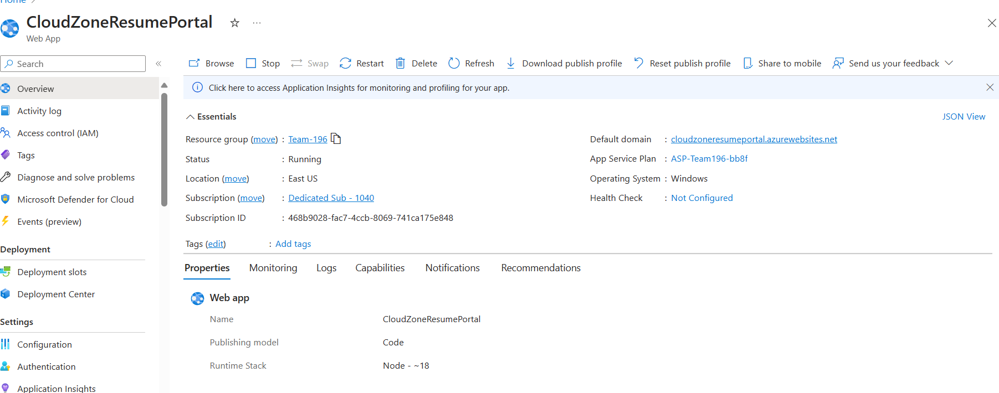 Home >
CloudZoneResumePortal ☆ ...
Web App
Search «
Browse Stop Swap Restart Delete Refresh Download publish profile Reset publish profile Share to mobile Send us your feedback
Overview
Activity log
Access control (IAM)
Tags
Diagnose and solve problems
Microsoft Defender for Cloud
Events (preview)
Deployment
Deployment slots
Deployment Center
Settings
Configuration
Authentication
Application Insights
Click here to access Application Insights for monitoring and profiling for your app.
Essentials JSON View
Resource group (move) : Team-196
Status : Running
Location (move) : East US
Subscription (move) : Dedicated Sub - 1040
Subscription ID : 468b9028-fac7-4ccb-8069-741ca175e848
Default domain : cloudzoneresumeportal.azurewebsites.net
App Service Plan : ASP-Team196-bb8f
Operating System : Windows
Health Check : Not Configured
Tags (edit) : Add tags
Properties Monitoring Logs Capabilities Notifications Recommendations
Web app
Name CloudZoneResumePortal
Publishing model Code
Runtime Stack Node - ~18